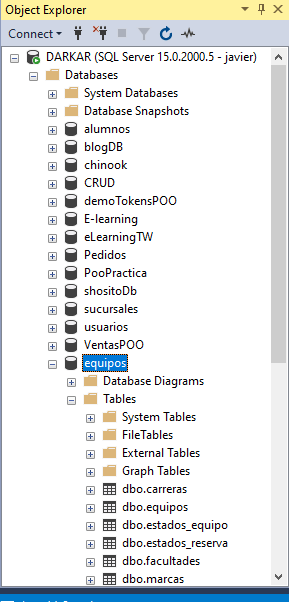 Object Explorer
Connect
DARKAR (SQL Server 15.0.2000.5 - javier)
Databases
System Databases
Database Snapshots
alumnos
blogDB
chinook
CRUD
demoTokensPOO
E-learning
eLearningTW
Pedidos
PooPractica
shositoDb
sucursales
usuarios
VentasPOO
equipos
Database Diagrams
Tables
System Tables
FileTables
External Tables
Graph Tables
dbo.carreras
dbo.equipos
dbo.estados_equipo
dbo.estados_reserva
dbo.facultades
dbo.marcas